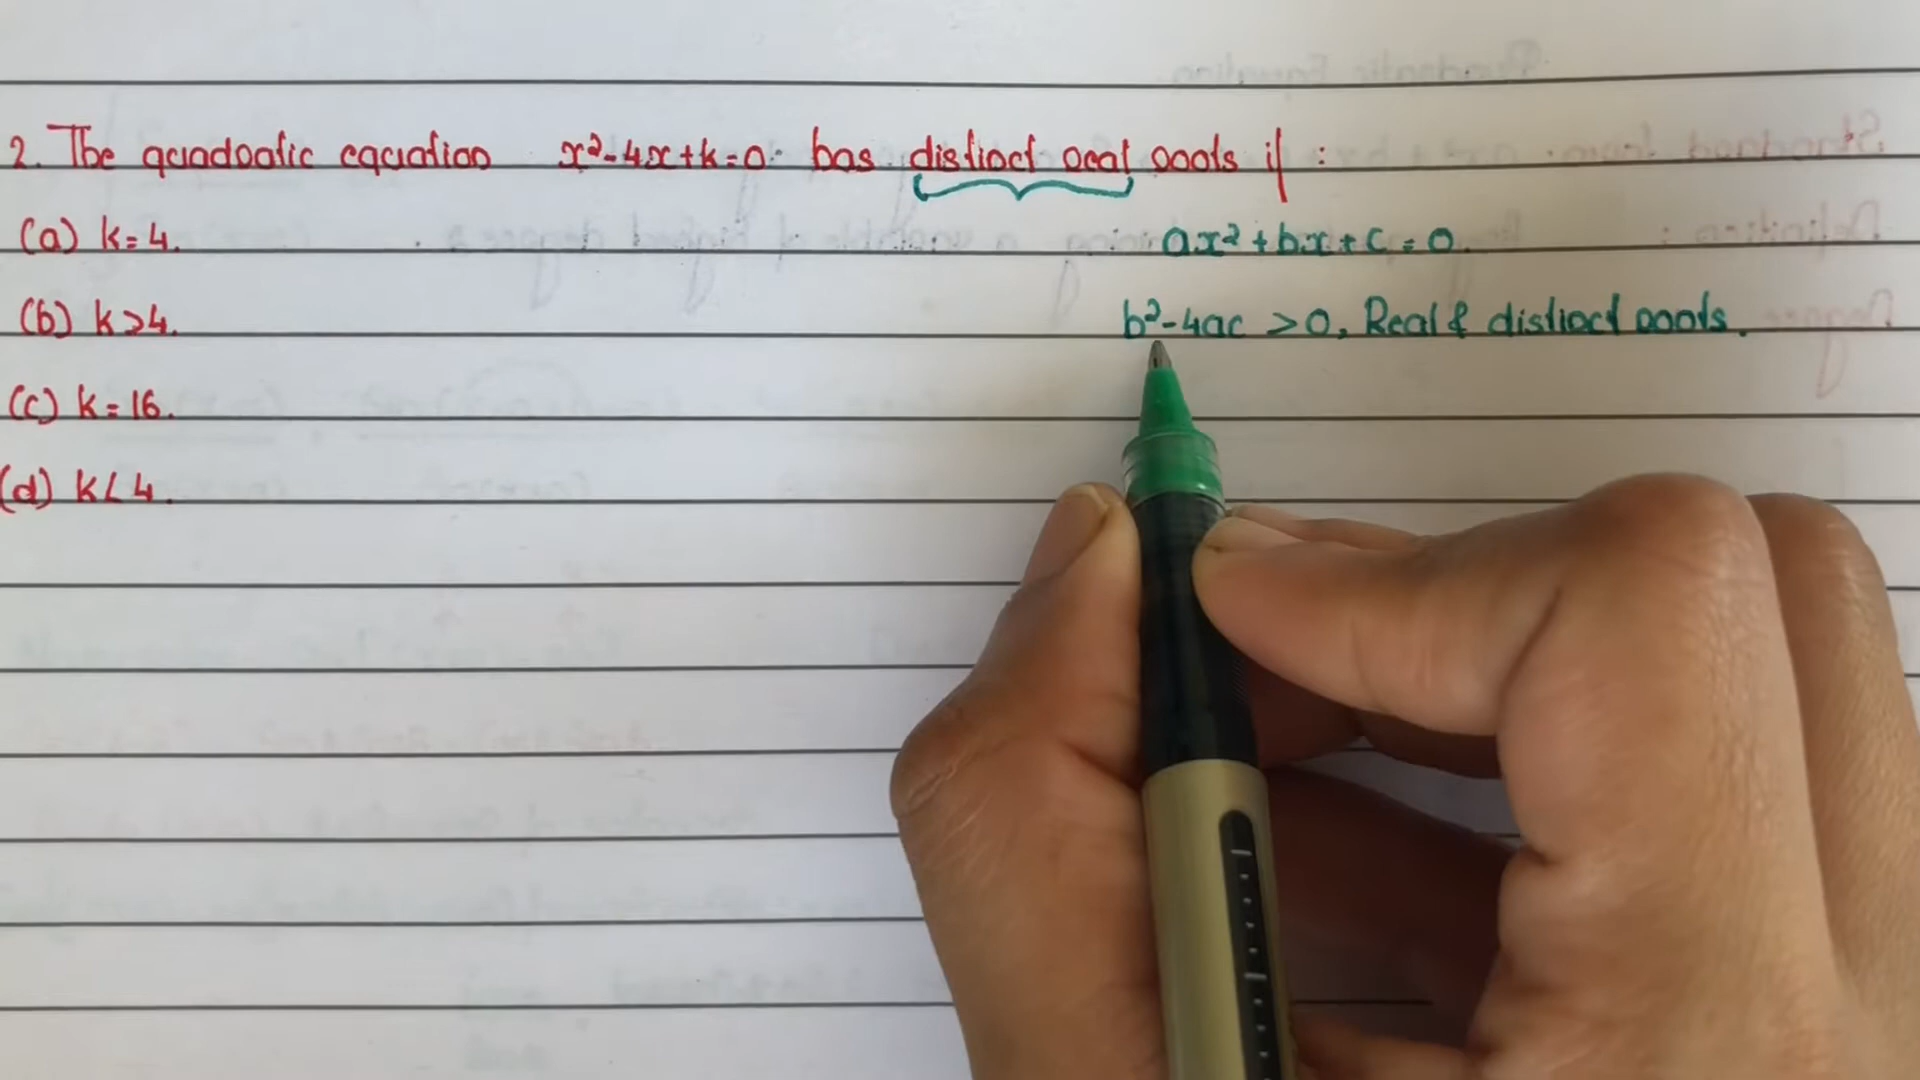 2. The quadratic equation x²-4x+k=0 has distinct real roots if :
(a) k=4.
ax²+bx+c=0.
(b) k>4.
b²-4ac >0, Real & distinct roots.
(c) k=16.
(d) k<4.